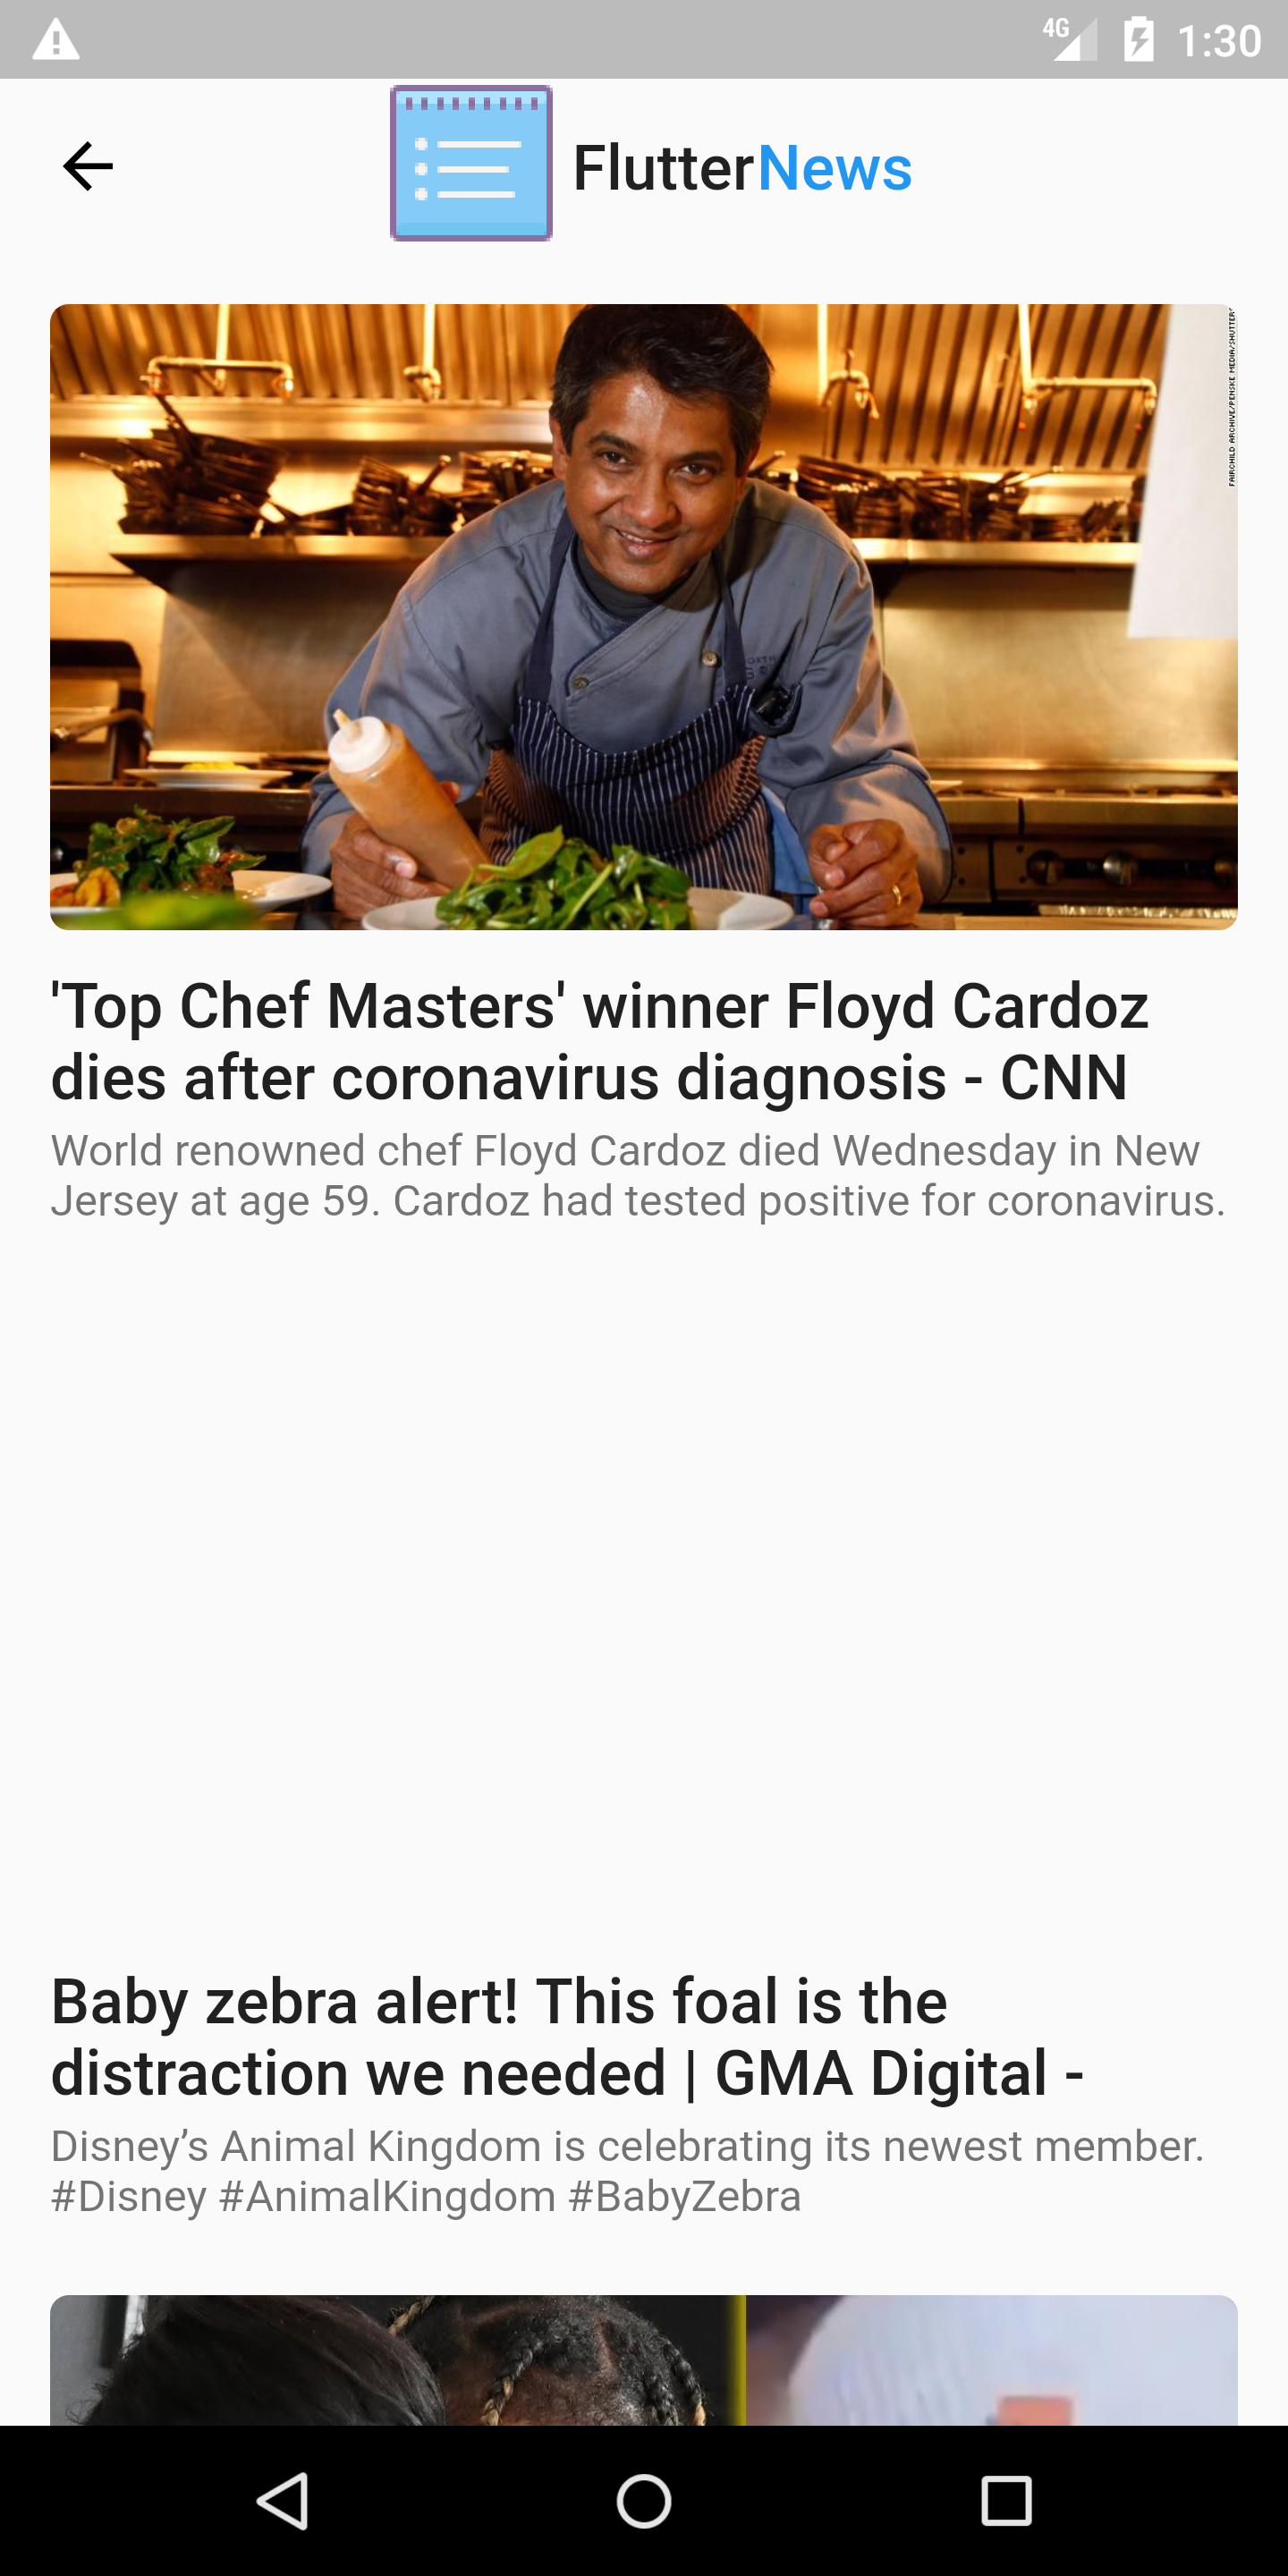 4G 1:30
FlutterNews
FAIRCHILD ARCHIVE/PENSKE MEDIA/SHUTTER
'Top Chef Masters' winner Floyd Cardoz
dies after coronavirus diagnosis - CNN
World renowned chef Floyd Cardoz died Wednesday in New
Jersey at age 59. Cardoz had tested positive for coronavirus.
Baby zebra alert! This foal is the
distraction we needed | GMA Digital -
Disney’s Animal Kingdom is celebrating its newest member.
#Disney #AnimalKingdom #BabyZebra